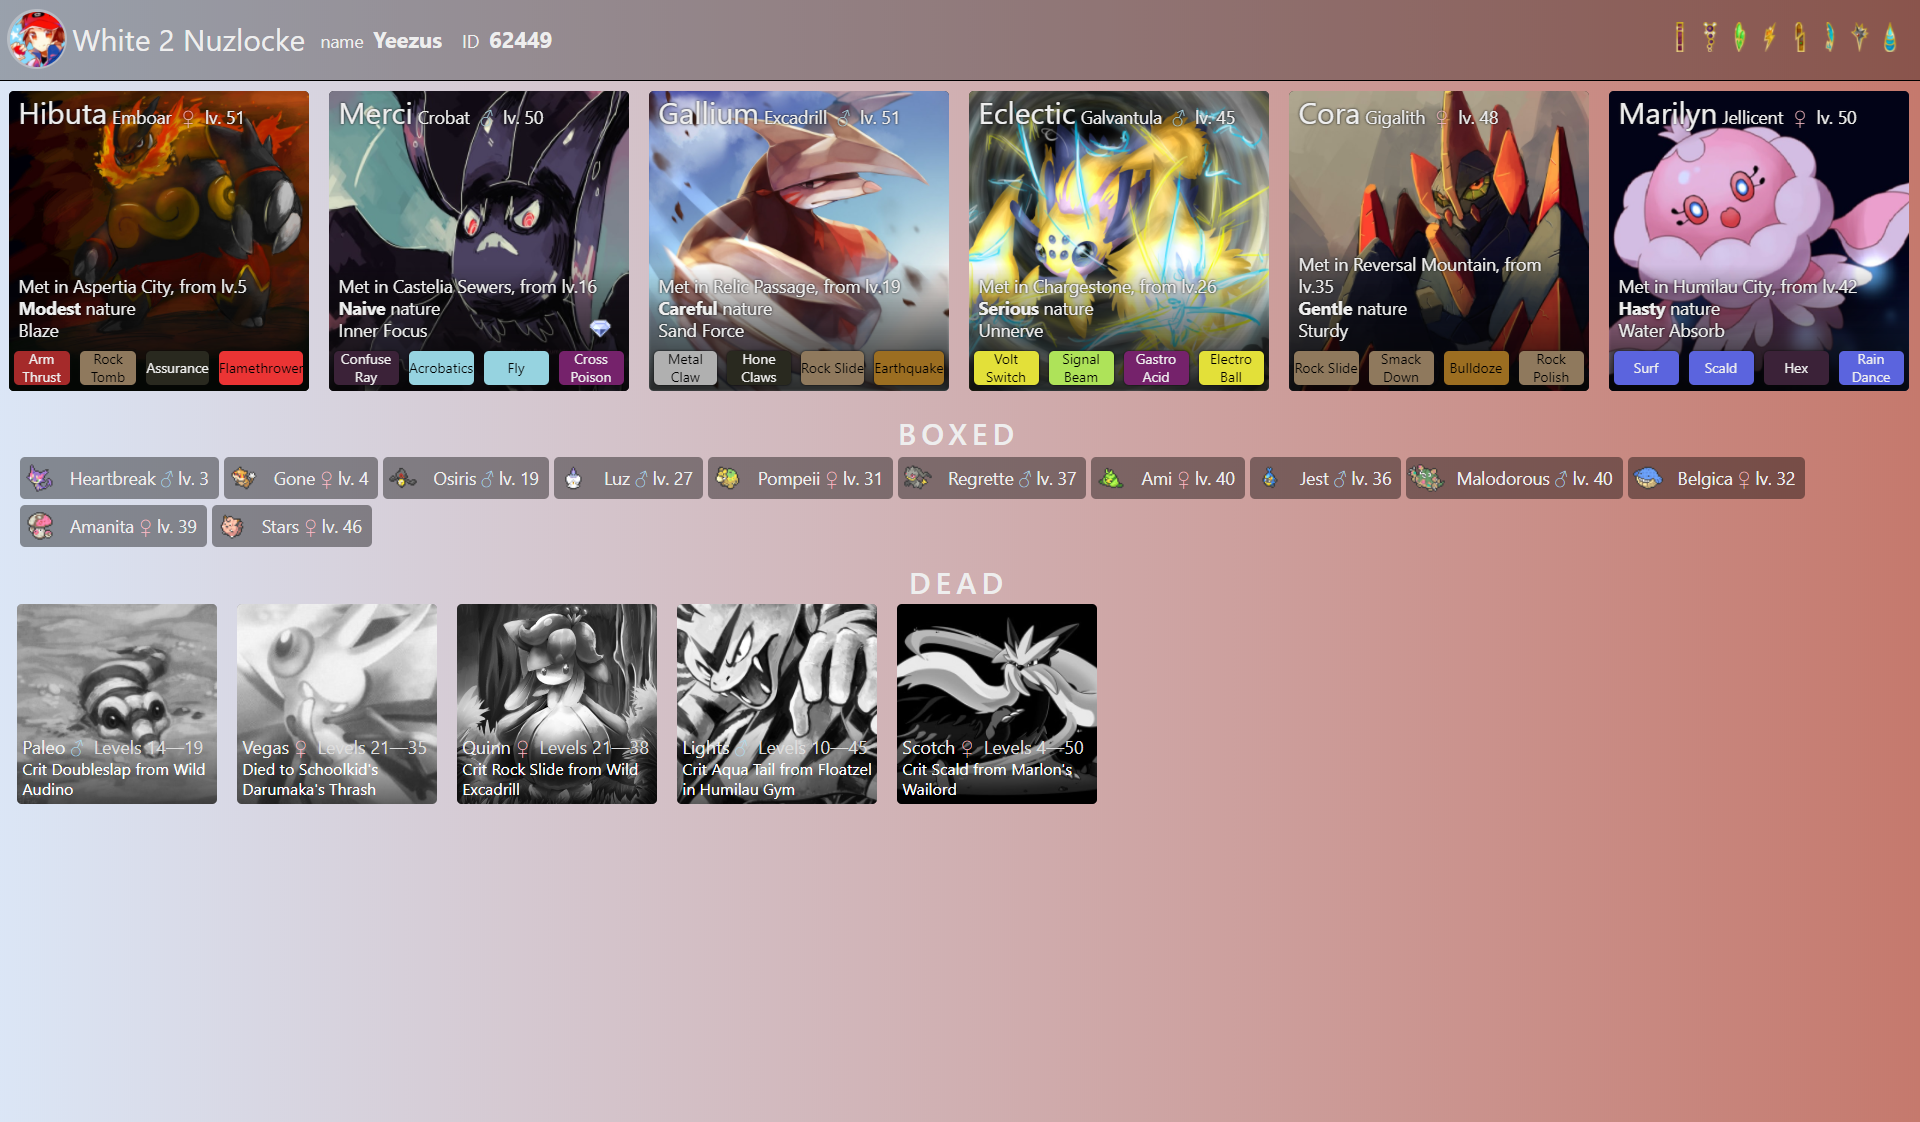 White 2 Nuzlocke name Yeezus ID 62449
Hibuta Emboar ♀ lv. 51
Met in Aspertia City, from lv.5
Modest nature
Blaze
Arm Thrust
Rock Tomb
Assurance
Flamethrower
Merci Crobat ♂ lv. 50
Met in Castelia Sewers, from lv.16
Naive nature
Inner Focus
Confuse Ray
Acrobatics
Fly
Cross Poison
Gallium Excadrill ♂ lv. 51
Met in Relic Passage, from lv.19
Careful nature
Sand Force
Metal Claw
Hone Claws
Rock Slide
Earthquake
Eclectic Galvantula ♂ lv. 45
Met in Chargestone, from lv.26
Serious nature
Unnerve
Volt Switch
Signal Beam
Gastro Acid
Electro Ball
Cora Gigalith ♀ lv. 48
Met in Reversal Mountain, from
lv.35
Gentle nature
Sturdy
Rock Slide
Smack Down
Bulldoze
Rock Polish
Marilyn Jellicent ♀ lv. 50
Met in Humilau City, from lv.42
Hasty nature
Water Absorb
Surf
Scald
Hex
Rain Dance
BOXED
Heartbreak ♂ lv. 3
Gone ♀ lv. 4
Osiris ♂ lv. 19
Luz ♂ lv. 27
Pompeii ♀ lv. 31
Regrette ♂ lv. 37
Ami ♀ lv. 40
Jest ♂ lv. 36
Malodorous ♂ lv. 40
Belgica ♀ lv. 32
Amanita ♀ lv. 39
Stars ♀ lv. 46
DEAD
Paleo ♂ Levels 14—19
Crit Doubleslap from Wild
Audino
Vegas ♀ Levels 21—35
Died to Schoolkid's
Darumaka's Thrash
Quinn ♀ Levels 21—38
Crit Rock Slide from Wild
Excadrill
Lights ♂ Levels 10—45
Crit Aqua Tail from Floatzel
in Humilau Gym
Scotch ♀ Levels 4—50
Crit Scald from Marlon's
Wailord